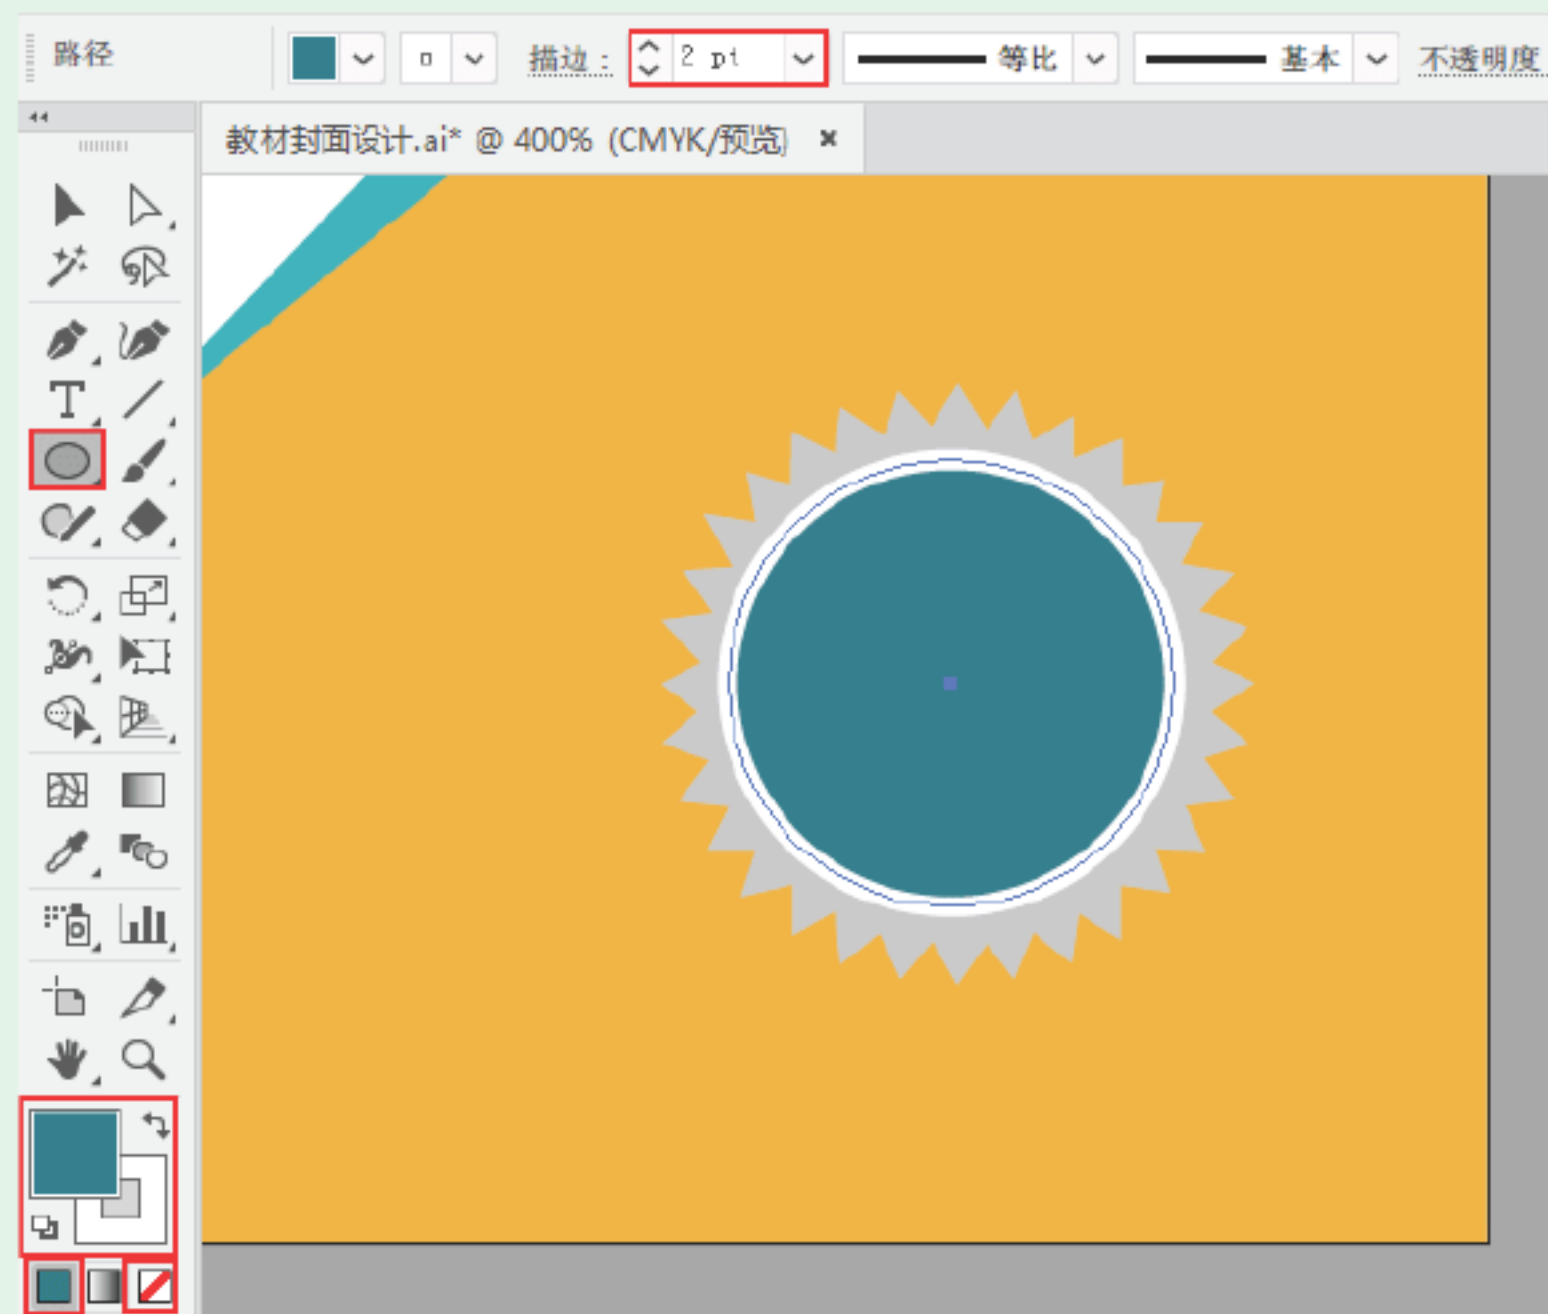 路径 描边： 2 pt 等比 基本 不透明度
教材封面设计.ai* @ 400% (CMYK/预览) ×